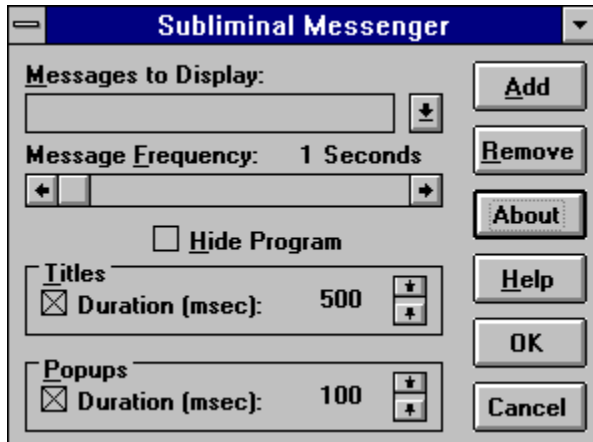 Subliminal Messenger
Messages to Display:
Add
Message Frequency: 1 Seconds
Remove
About
Hide Program
Titles
Duration (msec): 500
Help
OK
Popups
Duration (msec): 100
Cancel